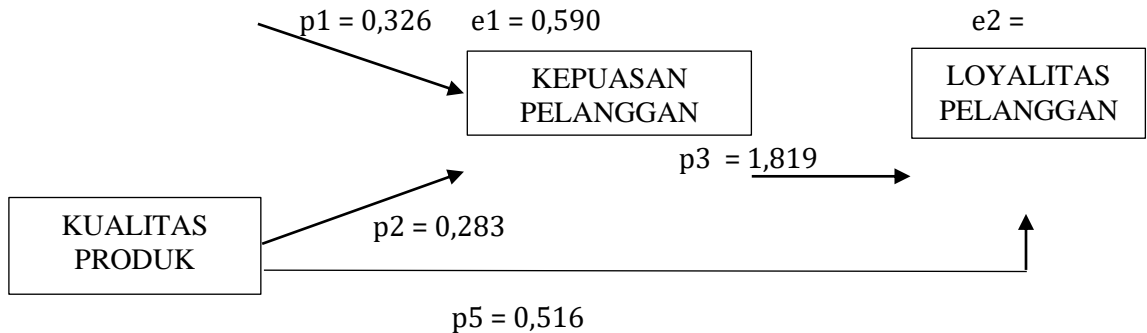 p1 = 0,326 e1 = 0,590 e2 =
KEPUASAN
PELANGGAN
LOYALITAS
PELANGGAN
p3 = 1,819
KUALITAS
PRODUK
p2 = 0,283
p5 = 0,516